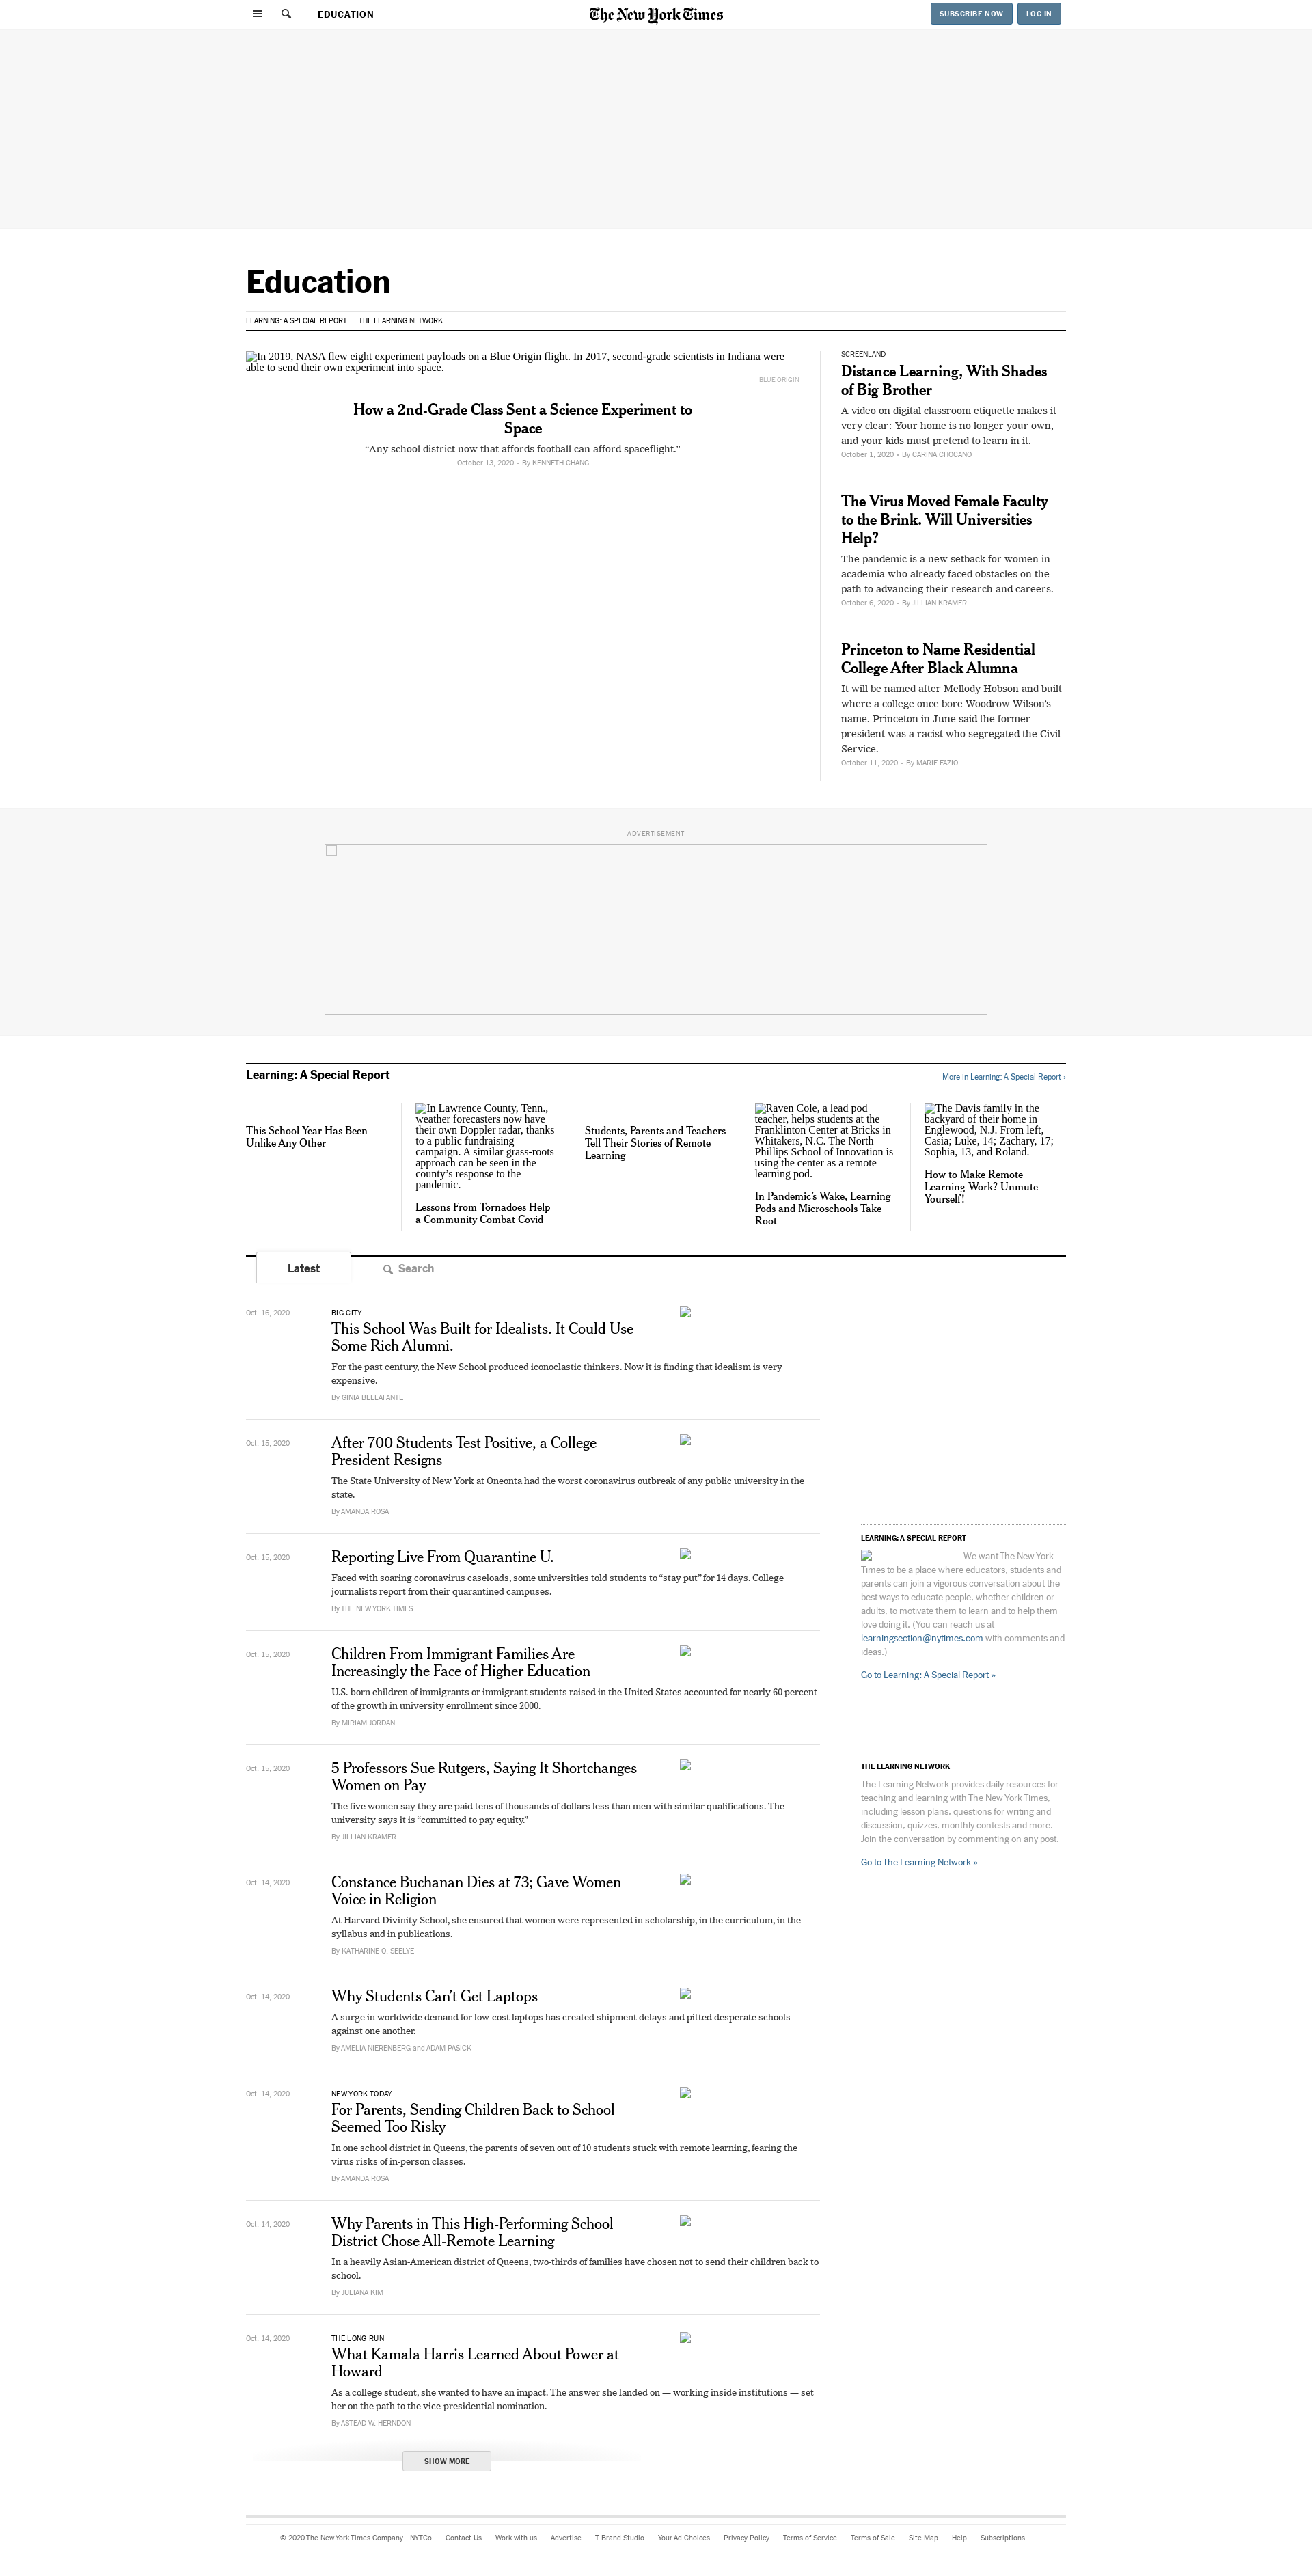 EDUCATION
The New York Times
SUBSCRIBE NOW
LOG IN
Education
LEARNING: A SPECIAL REPORT
THE LEARNING NETWORK
In 2019, NASA flew eight experiment payloads on a Blue Origin flight. In 2017, second-grade scientists in Indiana were
able to send their own experiment into space.
BLUE ORIGIN
How a 2nd-Grade Class Sent a Science Experiment to
Space
“Any school district now that affords football can afford spaceflight.”
October 13, 2020 - By KENNETH CHANG
SCREENLAND
Distance Learning, With Shades
of Big Brother
A video on digital classroom etiquette makes it
very clear: Your home is no longer your own,
and your kids must pretend to learn in it.
October 1, 2020 - By CARINA CHOCANO
The Virus Moved Female Faculty
to the Brink. Will Universities
Help?
The pandemic is a new setback for women in
academia who already faced obstacles on the
path to advancing their research and careers.
October 6, 2020 - By JILLIAN KRAMER
Princeton to Name Residential
College After Black Alumna
It will be named after Mellody Hobson and built
where a college once bore Woodrow Wilson’s
name. Princeton in June said the former
president was a racist who segregated the Civil
Service.
October 11, 2020 - By MARIE FAZIO
ADVERTISEMENT
Learning: A Special Report
More in Learning: A Special Report ›
This School Year Has Been
Unlike Any Other
In Lawrence County, Tenn.,
weather forecasters now have
their own Doppler radar, thanks
to a public fundraising
campaign. A similar grass-roots
approach can be seen in the
county’s response to the
pandemic.
Lessons From Tornadoes Help
a Community Combat Covid
Students, Parents and Teachers
Tell Their Stories of Remote
Learning
Raven Cole, a lead pod
teacher, helps students at the
Franklinton Center at Bricks in
Whitakers, N.C. The North
Phillips School of Innovation is
using the center as a remote
learning pod.
In Pandemic’s Wake, Learning
Pods and Microschools Take
Root
The Davis family in the
backyard of their home in
Englewood, N.J. From left,
Casia; Luke, 14; Zachary, 17;
Sophia, 13, and Roland.
How to Make Remote
Learning Work? Unmute
Yourself!
Latest
Search
Oct. 16, 2020
BIG CITY
This School Was Built for Idealists. It Could Use
Some Rich Alumni.
For the past century, the New School produced iconoclastic thinkers. Now it is finding that idealism is very
expensive.
By GINIA BELLAFANTE
Oct. 15, 2020
After 700 Students Test Positive, a College
President Resigns
The State University of New York at Oneonta had the worst coronavirus outbreak of any public university in the
state.
By AMANDA ROSA
Oct. 15, 2020
Reporting Live From Quarantine U.
Faced with soaring coronavirus caseloads, some universities told students to “stay put” for 14 days. College
journalists report from their quarantined campuses.
By THE NEW YORK TIMES
Oct. 15, 2020
Children From Immigrant Families Are
Increasingly the Face of Higher Education
U.S.-born children of immigrants or immigrant students raised in the United States accounted for nearly 60 percent
of the growth in university enrollment since 2000.
By MIRIAM JORDAN
Oct. 15, 2020
5 Professors Sue Rutgers, Saying It Shortchanges
Women on Pay
The five women say they are paid tens of thousands of dollars less than men with similar qualifications. The
university says it is “committed to pay equity.”
By JILLIAN KRAMER
Oct. 14, 2020
Constance Buchanan Dies at 73; Gave Women
Voice in Religion
At Harvard Divinity School, she ensured that women were represented in scholarship, in the curriculum, in the
syllabus and in publications.
By KATHARINE Q. SEELYE
Oct. 14, 2020
Why Students Can’t Get Laptops
A surge in worldwide demand for low-cost laptops has created shipment delays and pitted desperate schools
against one another.
By AMELIA NIERENBERG and ADAM PASICK
Oct. 14, 2020
NEW YORK TODAY
For Parents, Sending Children Back to School
Seemed Too Risky
In one school district in Queens, the parents of seven out of 10 students stuck with remote learning, fearing the
virus risks of in-person classes.
By AMANDA ROSA
Oct. 14, 2020
Why Parents in This High-Performing School
District Chose All-Remote Learning
In a heavily Asian-American district of Queens, two-thirds of families have chosen not to send their children back to
school.
By JULIANA KIM
Oct. 14, 2020
THE LONG RUN
What Kamala Harris Learned About Power at
Howard
As a college student, she wanted to have an impact. The answer she landed on — working inside institutions — set
her on the path to the vice-presidential nomination.
By ASTEAD W. HERNDON
SHOW MORE
LEARNING: A SPECIAL REPORT
We want The New York
Times to be a place where educators, students and
parents can join a vigorous conversation about the
best ways to educate people, whether children or
adults, to motivate them to learn and to help them
love doing it. (You can reach us at
learningsection@nytimes.com with comments and
ideas.)
Go to Learning: A Special Report »
THE LEARNING NETWORK
The Learning Network provides daily resources for
teaching and learning with The New York Times,
including lesson plans, questions for writing and
discussion, quizzes, monthly contests and more.
Join the conversation by commenting on any post.
Go to The Learning Network »
© 2020 The New York Times Company NYTCo Contact Us Work with us Advertise T Brand Studio Your Ad Choices Privacy Policy Terms of Service Terms of Sale Site Map Help Subscriptions